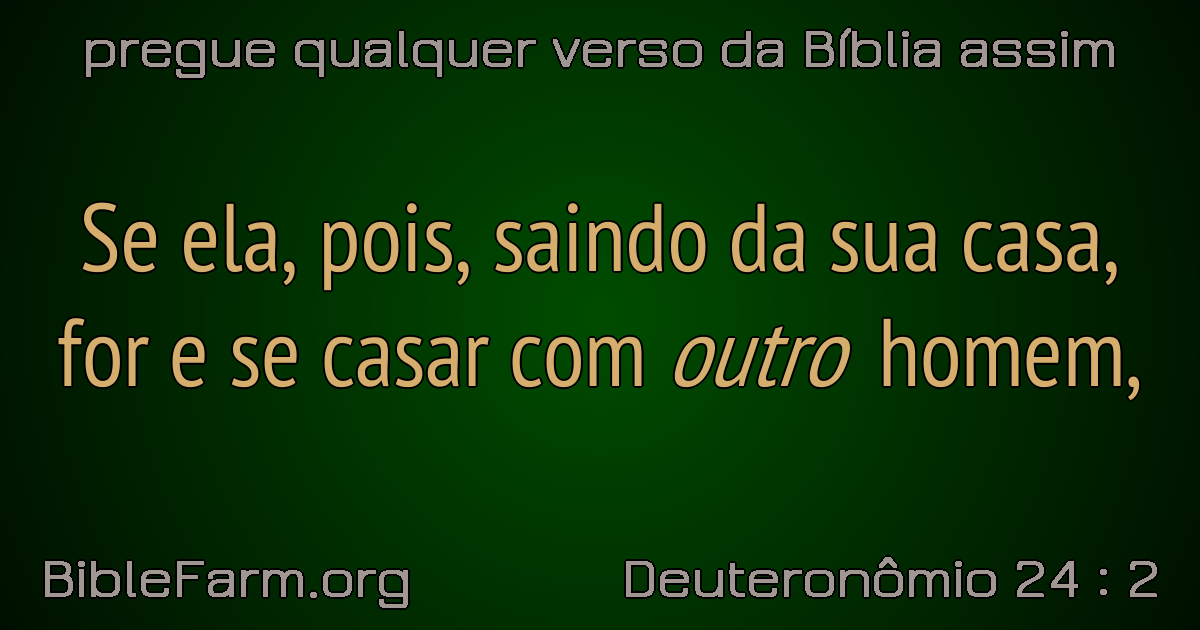 pregue qualquer verso da Bíblia assim
Se ela, pois, saindo da sua casa,
for e se casar com outro homem,
BibleFarm.org
Deuteronômio 24 : 2